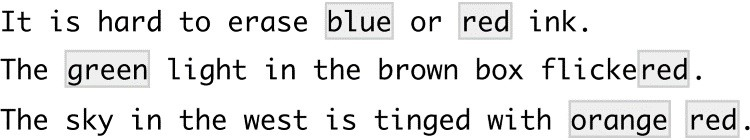 It is hard to erase blue or red ink.
The green light in the brown box flickered.
The sky in the west is tinged with orange red.